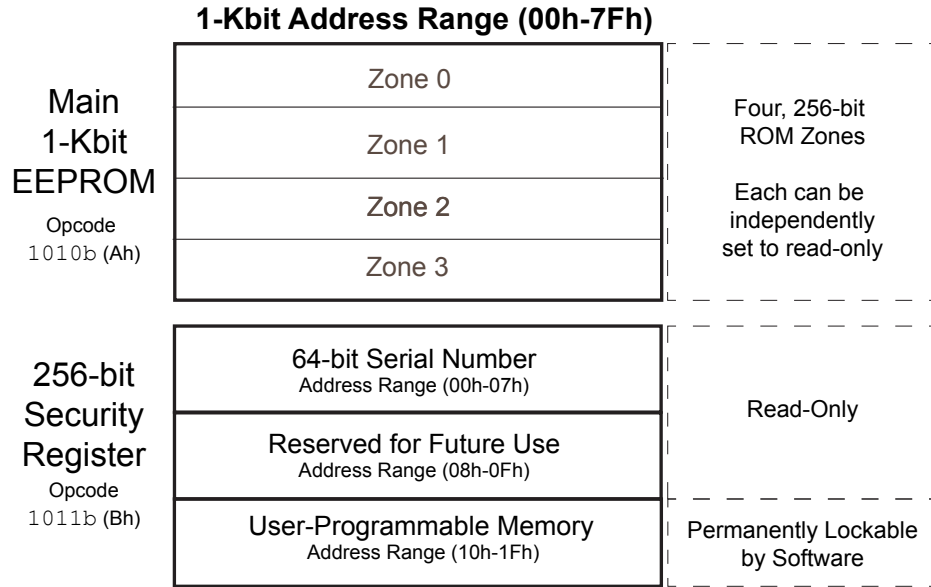 1-Kbit Address Range (00h-7Fh)
Main
1-Kbit
EEPROM
Opcode
1010b (Ah)
Zone 0
Zone 1
Zone 2
Zone 3
Four, 256-bit
ROM Zones
Each can be
independently
set to read-only
256-bit
Security
Register
Opcode
1011b (Bh)
64-bit Serial Number
Address Range (00h-07h)
Reserved for Future Use
Address Range (08h-0Fh)
User-Programmable Memory
Address Range (10h-1Fh)
Read-Only
Permanently Lockable
by Software